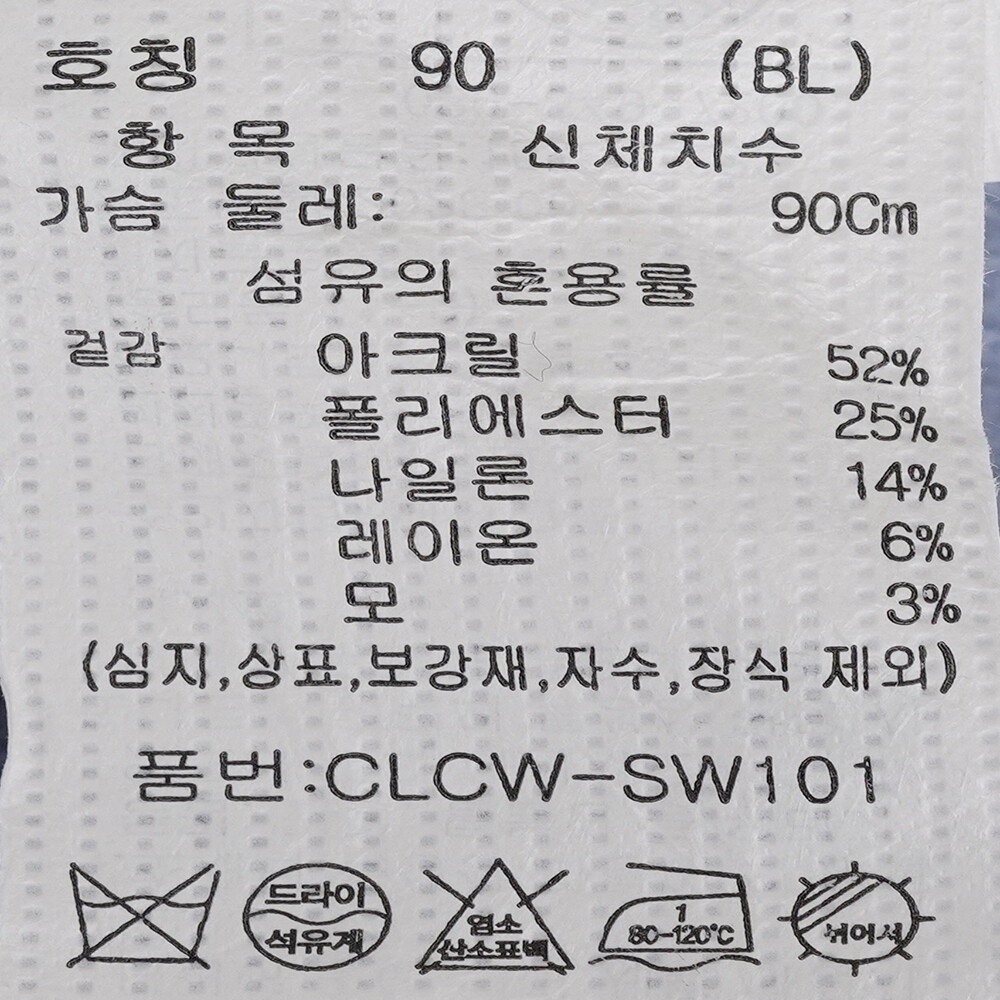 호칭 90 (BL)
항 목 신체치수
가슴 둘레: 90Cm
섬유의 혼용률
겉감 아크릴 52%
폴리에스터 25%
나일론 14%
레이온 6%
모 3%
(심지,상표,보강재,자수,장식 제외)
품번:CLCW-SW101
드라이
석유계
염소
산소표백
1
80-120℃
뉘어서